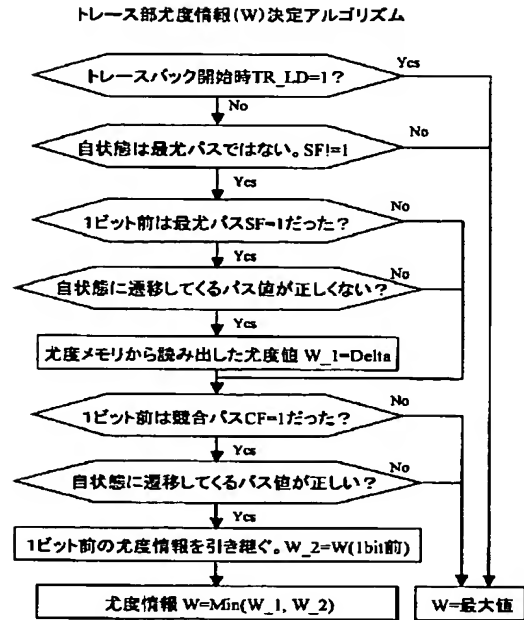 トレース部尤度情報(W)決定アルゴリズム
トレースバック開始時TR_LD=1?
Yes
No
自状態は最尤パスではない。SF!=1
No
Yes
1ビット前は最尤パスSF=1だった?
No
Yes
自状態に遷移してくるパス値が正しくない?
No
Yes
尤度メモリから読み出した尤度値 W_1=Delta
1ビット前は競合パスCF=1だった?
No
Yes
自状態に遷移してくるパス値が正しい?
No
Yes
1ビット前の尤度情報を引き継ぐ。W_2=W(1bit前)
尤度情報 W=Min(W_1, W_2)
W=最大値